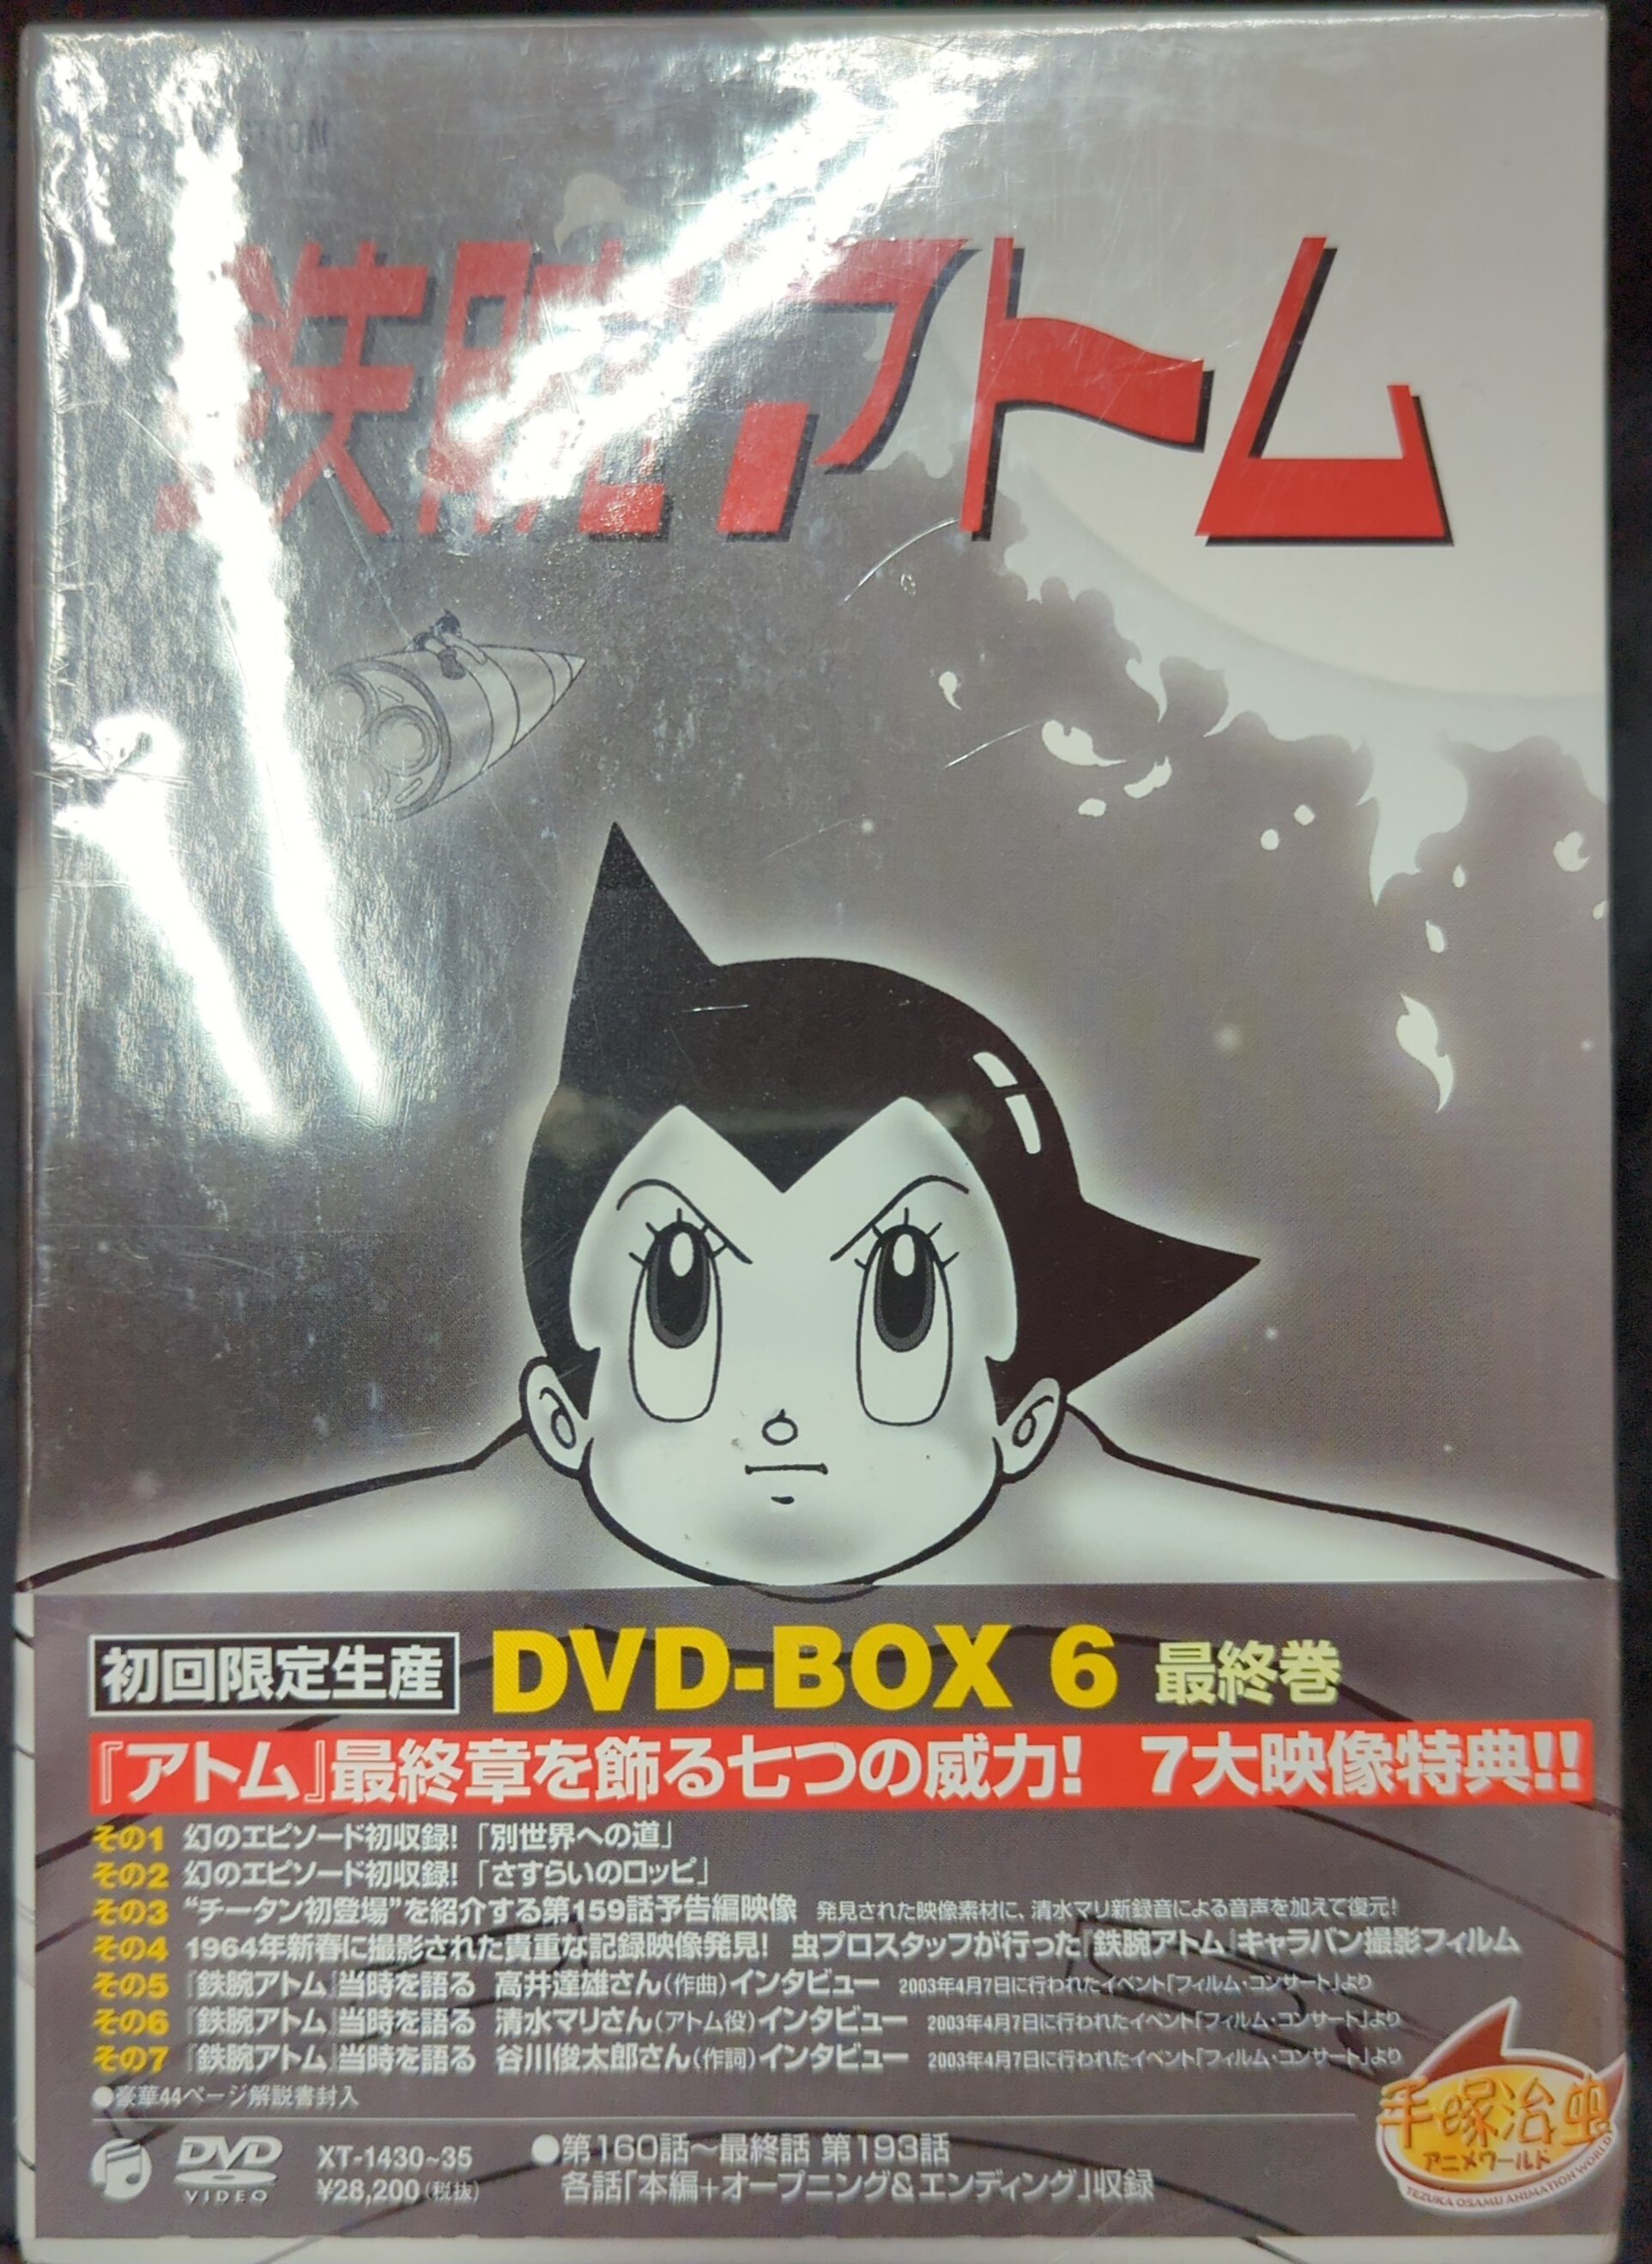 鉄腕アトム
初回限定生産 DVD-BOX 6 最終巻
『アトム』最終章を飾る七つの威力! 7大映像特典!!
その1 幻のエピソード初収録!「別世界への道」
その2 幻のエピソード初収録!「さすらいのロッピ」
その3 “チータン初登場”を紹介する第159話予告編映像 発見された映像素材に、清水マリ新録音による音声を加えて復元!
その4 1964年新春に撮影された貴重な記録映像発見! 虫プロスタッフが行った『鉄腕アトム』キャラバン撮影フィルム
その5 『鉄腕アトム』当時を語る 高井達雄さん(作曲)インタビュー 2003年4月7日に行われたイベント「フィルム・コンサート」より
その6 『鉄腕アトム』当時を語る 清水マリさん(アトム役)インタビュー 2003年4月7日に行われたイベント「フィルム・コンサート」より
その7 『鉄腕アトム』当時を語る 谷川俊太郎さん(作詞)インタビュー 2003年4月7日に行われたイベント「フィルム・コンサート」より
●豪華44ページ解説書封入
DVD VIDEO
XT-1430~35
¥28,200(税抜)
●第160話〜最終話 第193話
各話「本編+オープニング&エンディング」収録
手塚治虫
アニメワールド
TEZUKA OSAMU ANIMATION WORLD